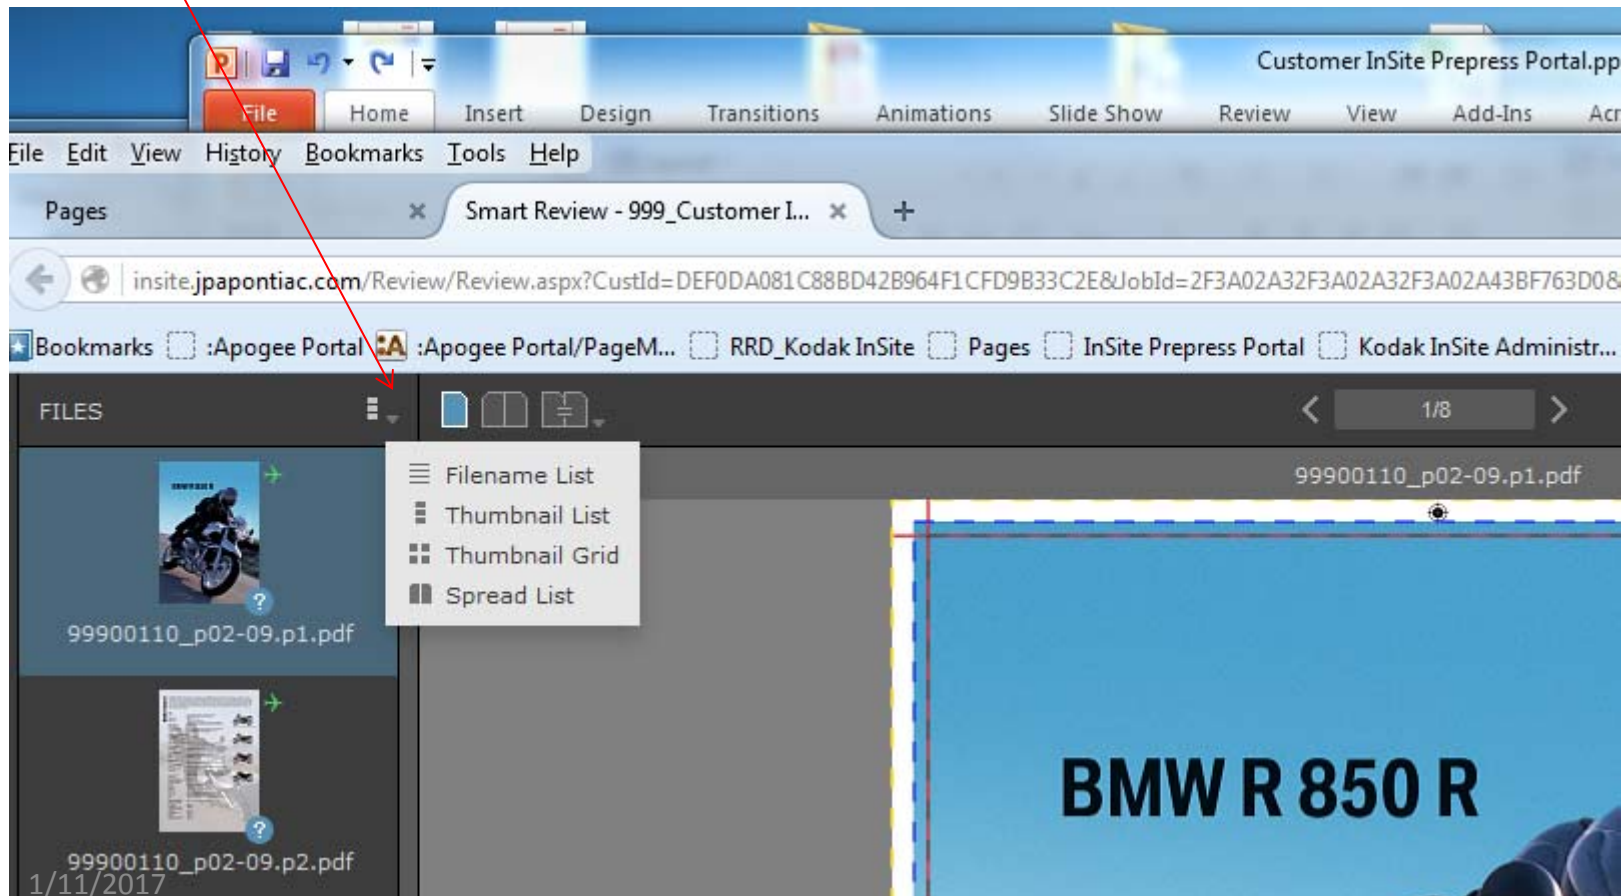 Customer InSite Prepress Portal.pp
File Home Insert Design Transitions Animations Slide Show Review View Add-Ins Acr
File Edit View History Bookmarks Tools Help
Pages Smart Review - 999_Customer I...
insite.jpapontiac.com/Review/Review.aspx?CustId=DEF0DA081C88BD42B964F1CFD9B33C2E&JobId=2F3A02A32F3A02A32F3A02A43BF763D0&
Bookmarks :Apogee Portal :Apogee Portal/PageM... RRD_Kodak InSite Pages InSite Prepress Portal Kodak InSite Administr...
FILES 1/8
Filename List
Thumbnail List
Thumbnail Grid
Spread List
99900110_p02-09.p1.pdf
BMW R 850 R
99900110_p02-09.p1.pdf
BMW R 850 R
99900110_p02-09.p2.pdf
1/11/2017